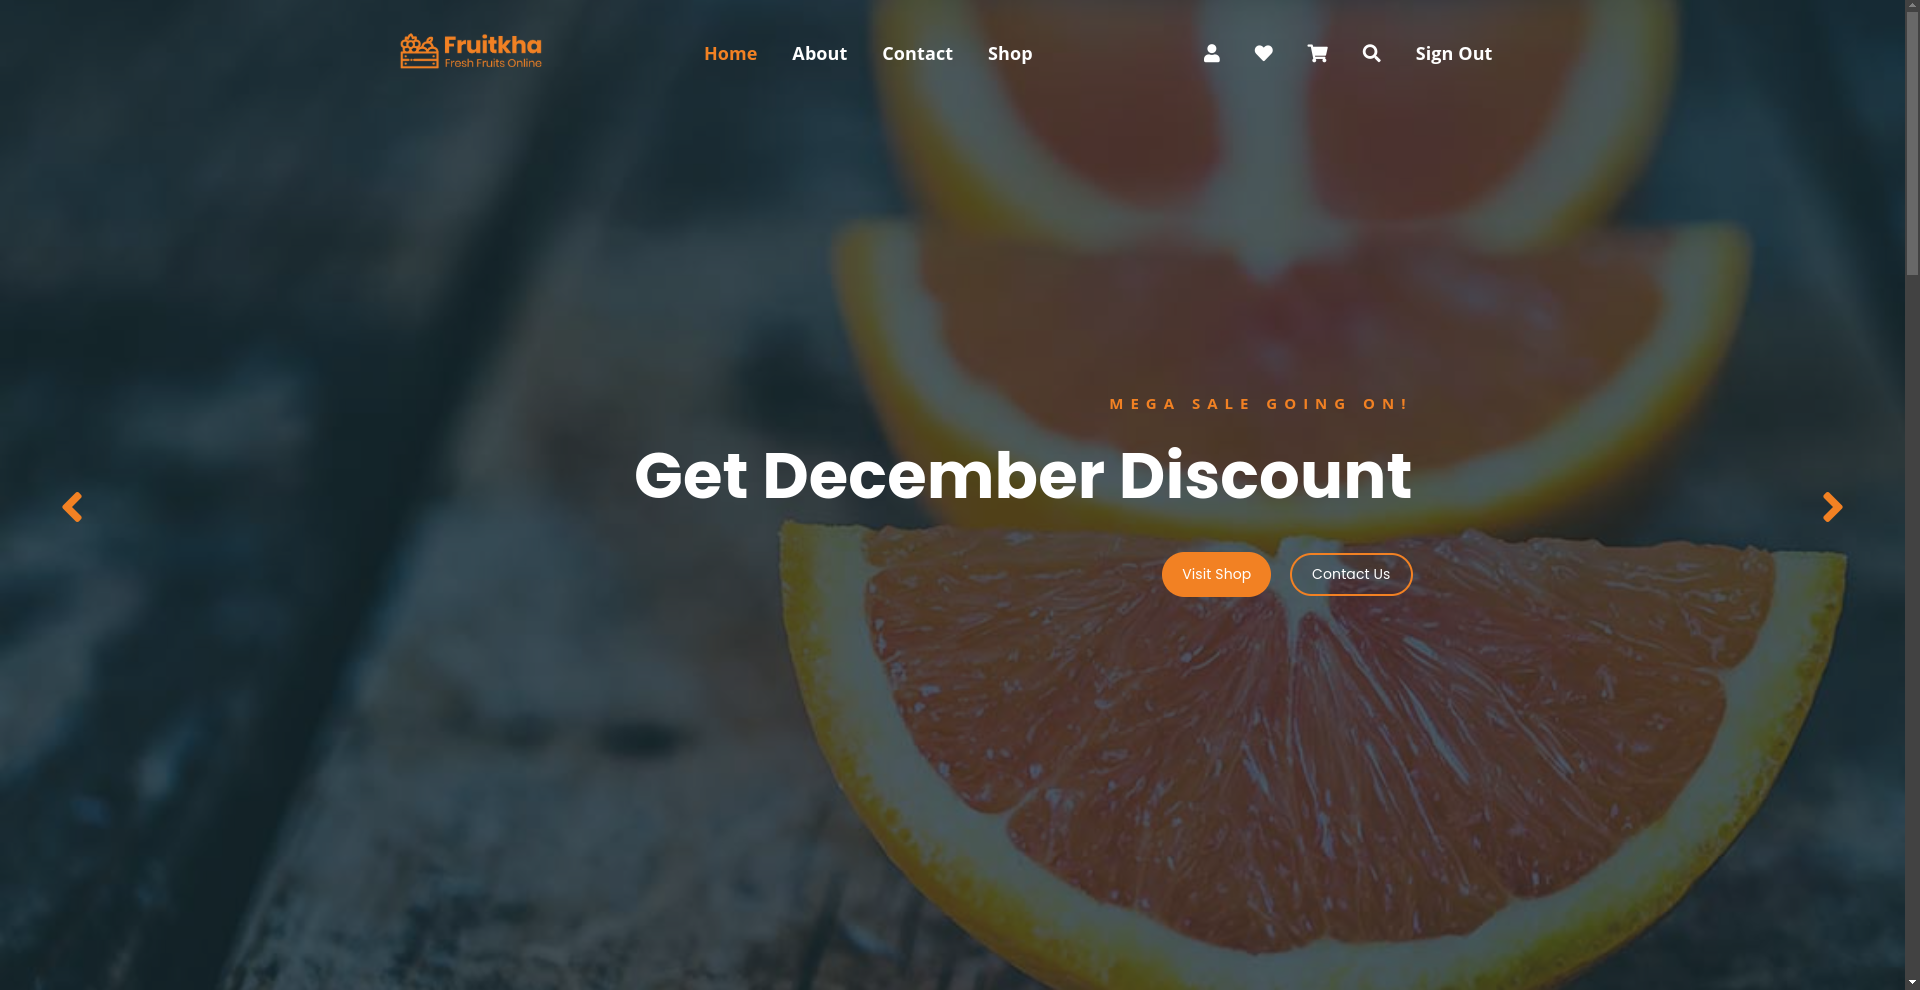 Fruitkha
Fresh Fruits Online
Home
About
Contact
Shop
Sign Out
MEGA SALE GOING ON!
Get December Discount
Visit Shop
Contact Us